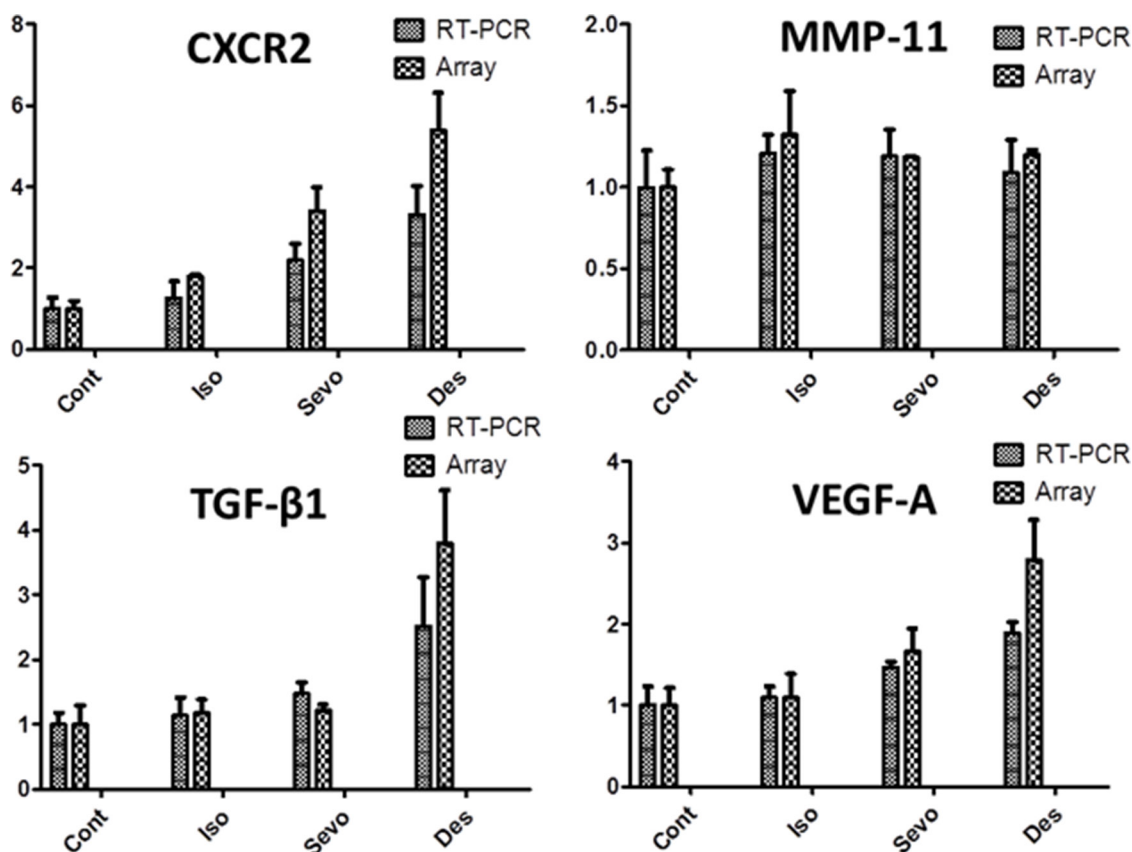 CXCR2
RT-PCR
Array
8
6
4
2
0
Cont
Iso
Sevo
Des
MMP-11
RT-PCR
Array
2.0
1.5
1.0
0.5
0.0
Cont
Iso
Sevo
Des
TGF-β1
RT-PCR
Array
5
4
3
2
1
0
Cont
Iso
Sevo
Des
VEGF-A
RT-PCR
Array
4
3
2
1
0
Cont
Iso
Sevo
Des